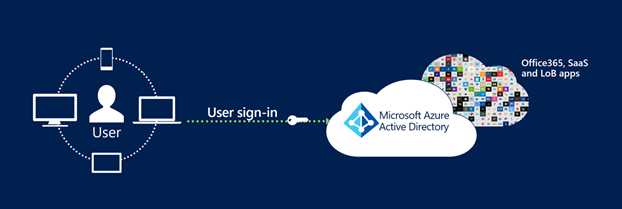 User
User sign-in
Microsoft Azure
Active Directory
Office365, SaaS
and LoB apps